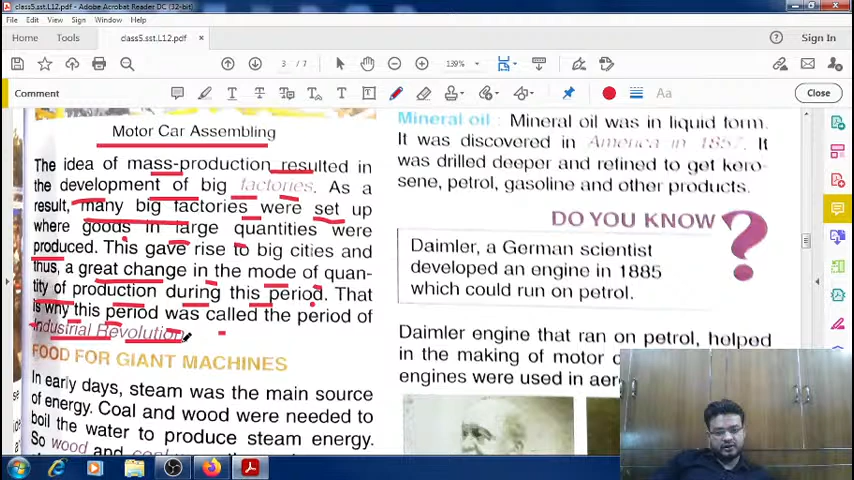 class5.sst.L12.pdf - Adobe Acrobat Reader DC (32-bit)
File Edit View Sign Window Help
Home Tools class5.sst.L12.pdf × Sign In
3 / 7 139%
Comment Close
Motor Car Assembling
The idea of mass-production resulted in
the development of big factories. As a
result, many big factories were set up
where goods in large quantities were
produced. This gave rise to big cities and
thus, a great change in the mode of quan-
tity of production during this period. That
is why this period was called the period of
Industrial Revolution
FOOD FOR GIANT MACHINES
In early days, steam was the main source
of energy. Coal and wood were needed to
boil the water to produce steam energy.
So wood and coal
Mineral oil : Mineral oil was in liquid form.
It was discovered in America in 1857. It
was drilled deeper and refined to get kero-
sene, petrol, gasoline and other products.
DO YOU KNOW ?
Daimler, a German scientist
developed an engine in 1885
which could run on petrol.
Daimler engine that ran on petrol, helped
in the making of motor
engines were used in